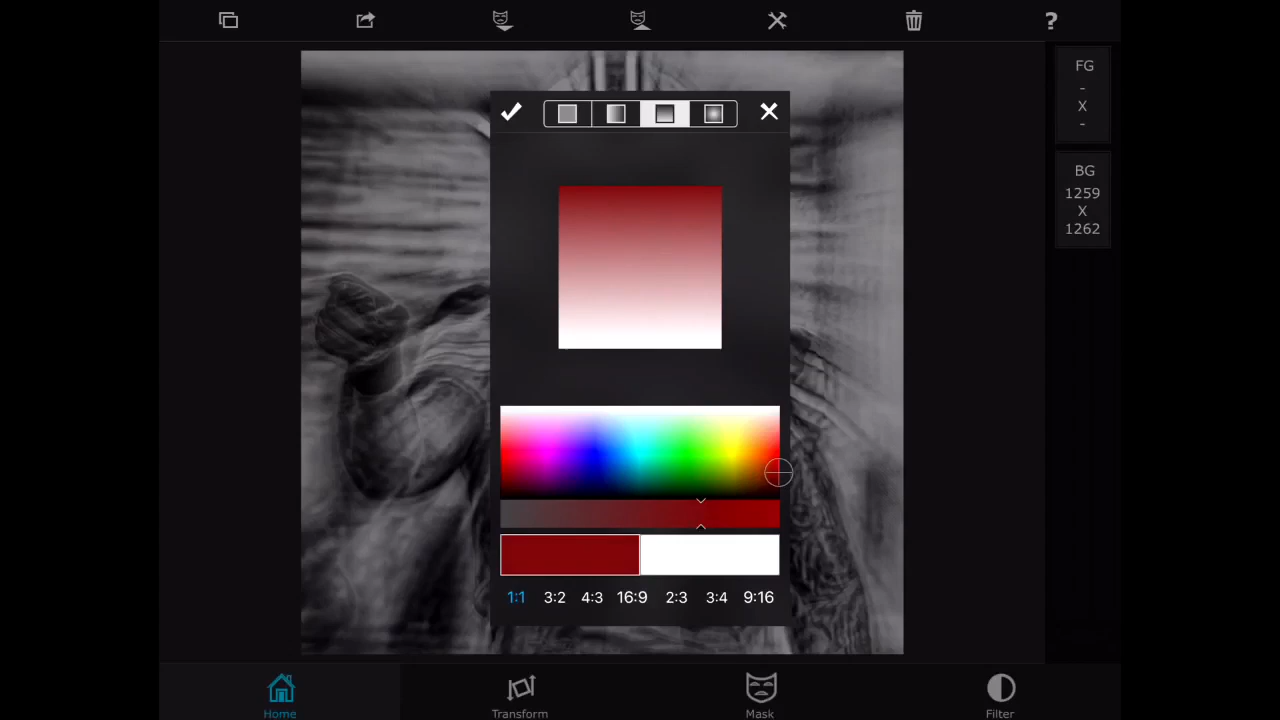 ?
FG
-
X
-
BG
1259
X
1262
1:1 3:2 4:3 16:9 2:3 3:4 9:16
Home Transform Mask Filter